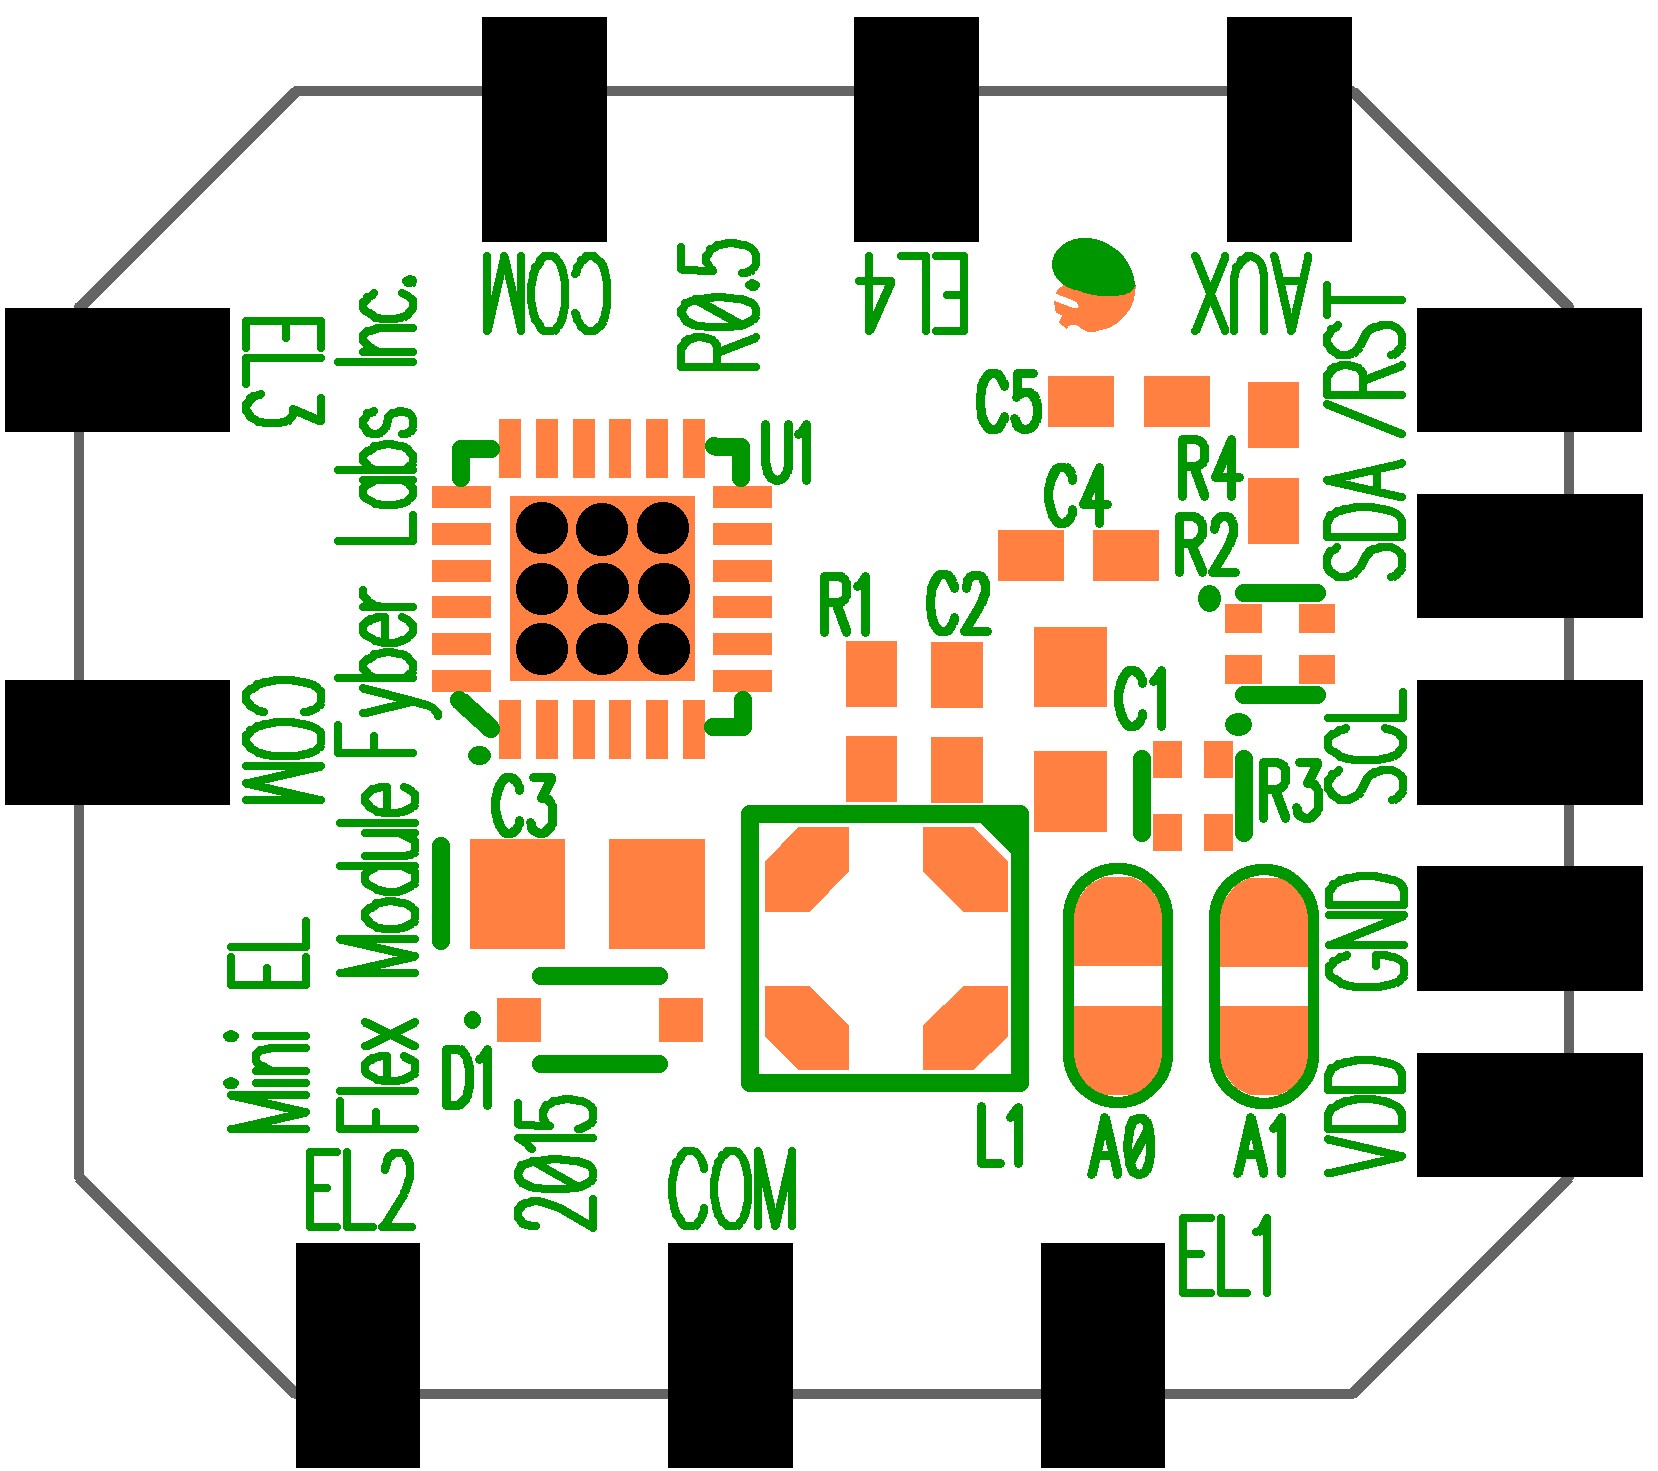 COM
EL4
AUX
R0.5
EL3
COM
Mini EL
Flex Module Fyber Labs Inc.
U1
C5
R4
C4
R2
R1
C2
C1
R3
C3
D1
2015
L1
A0
A1
SDA /RST
SCL
GND
VDD
EL2
COM
EL1